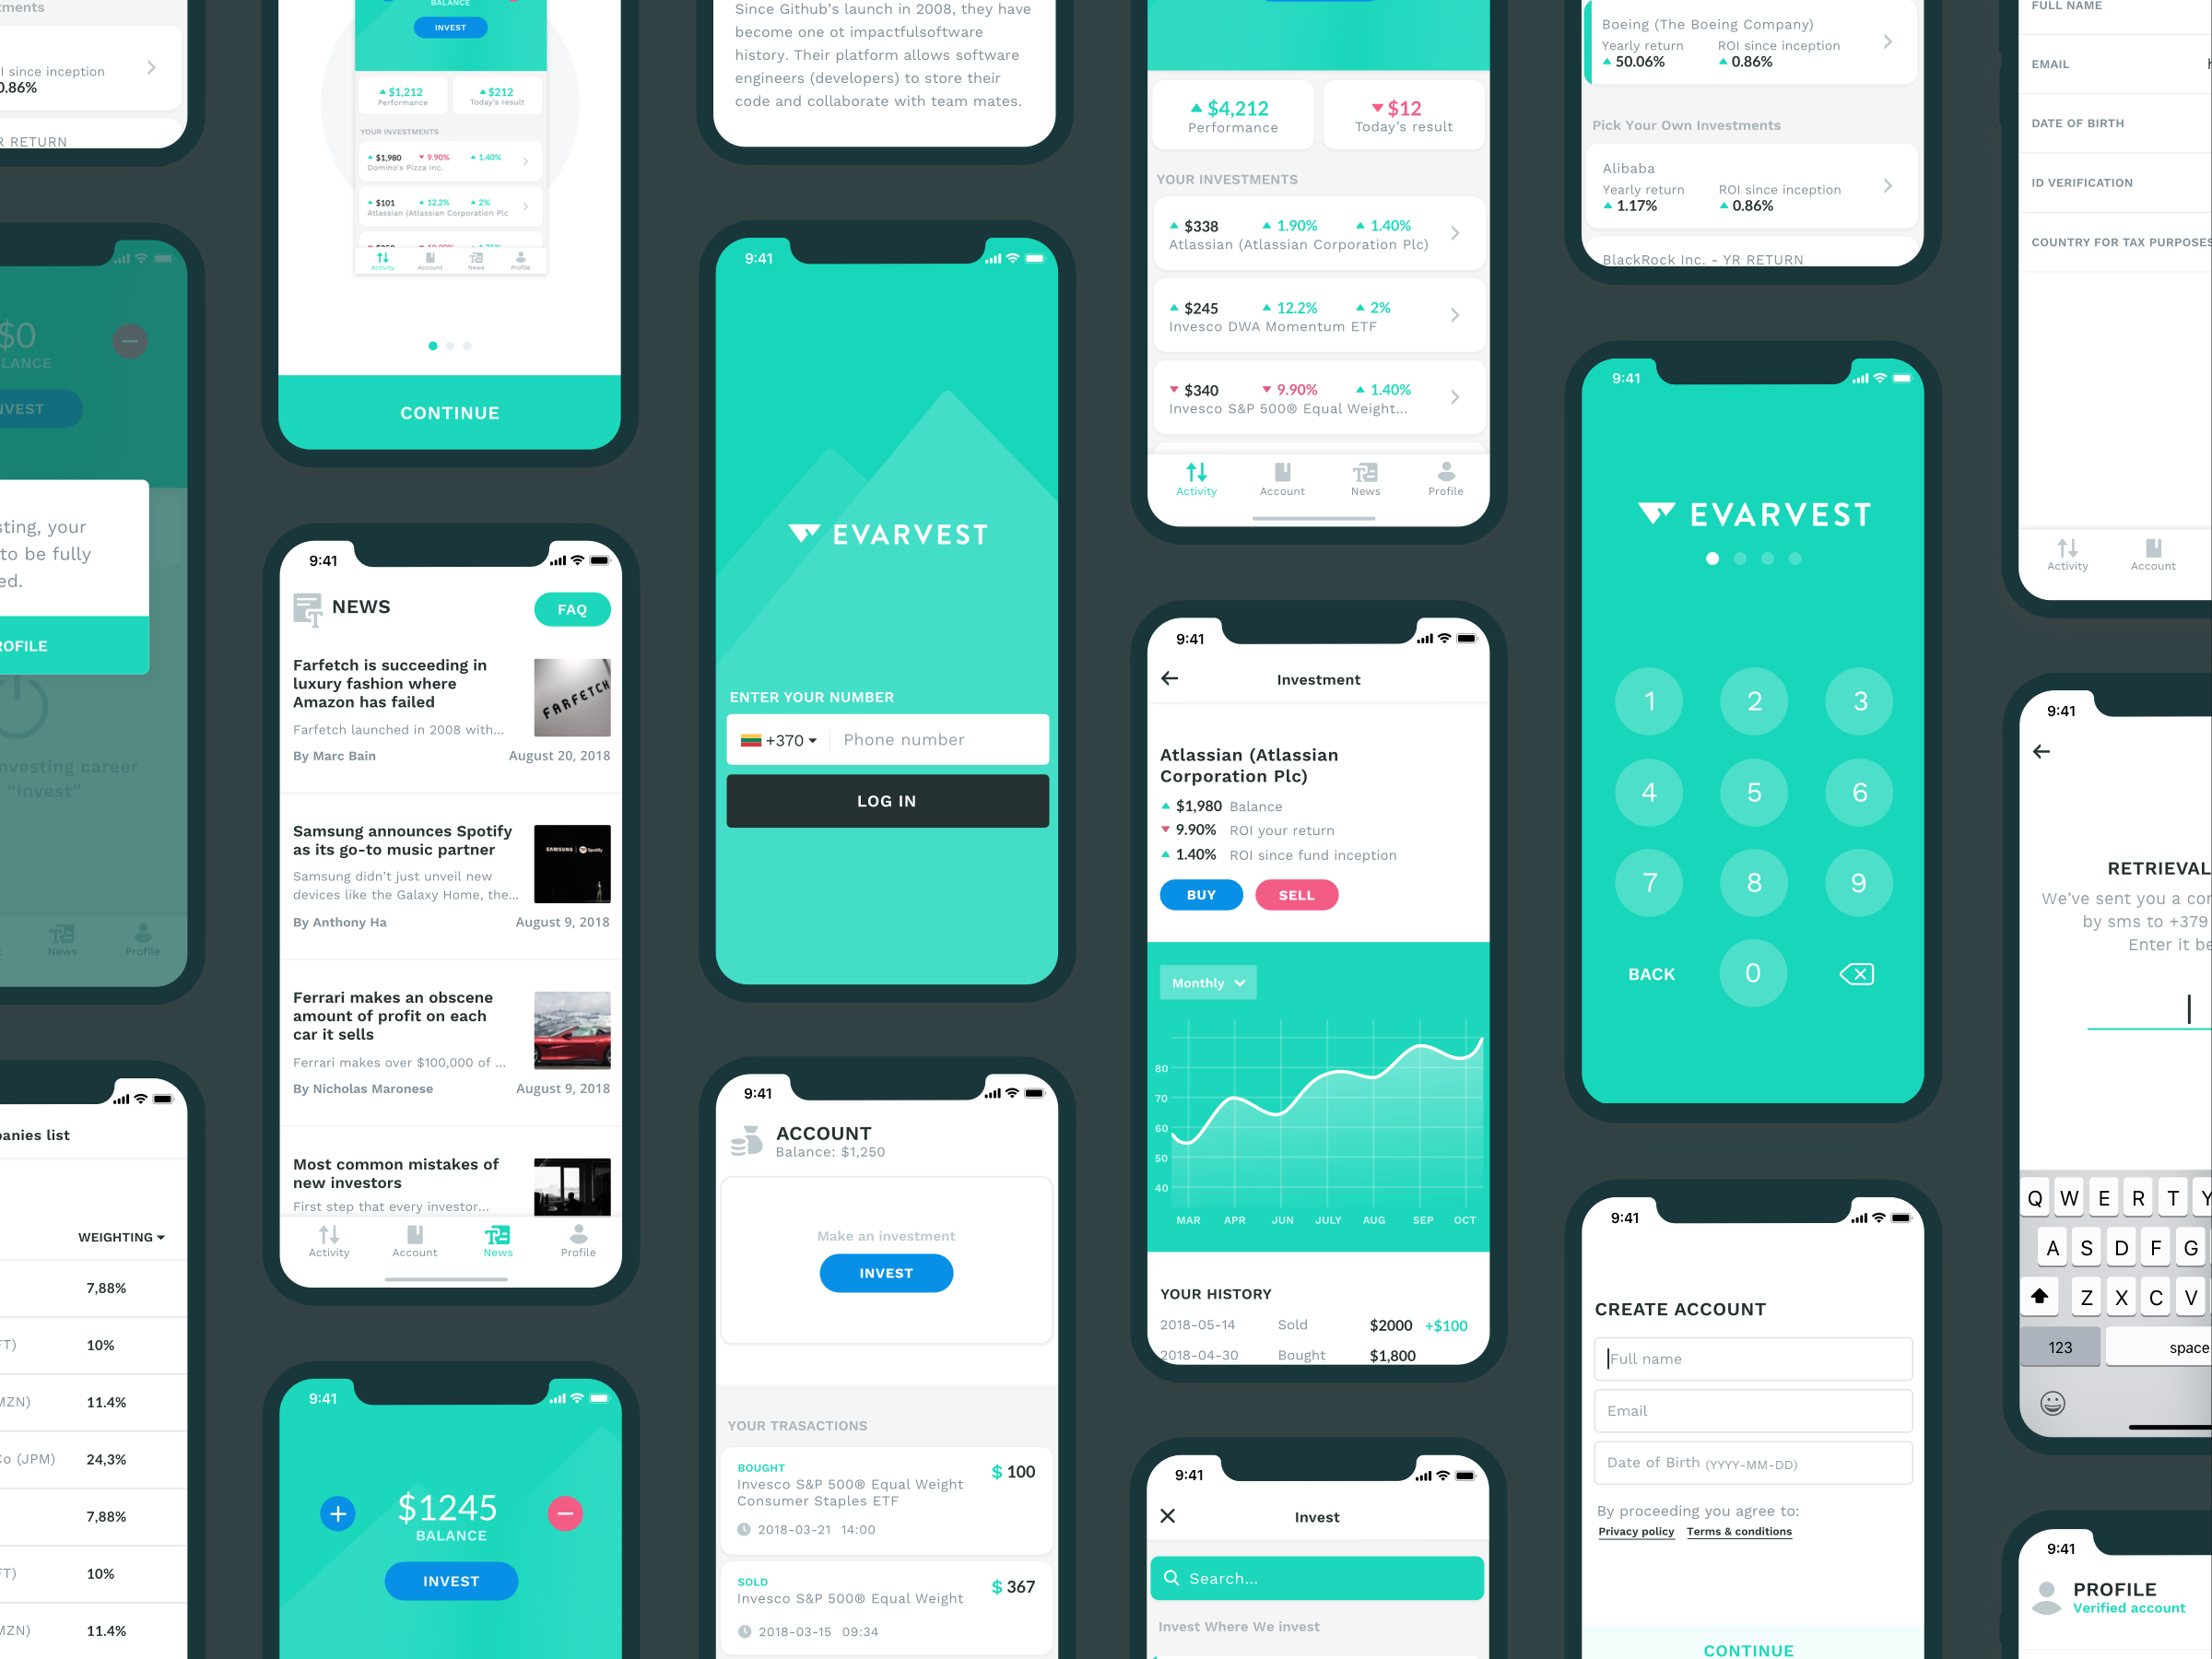 tments
I since inception
0.86%
R RETURN
$0
LANCE
NVEST
sting, your
to be fully
ed.
ROFILE
nvesting career
“Invest”
News
Profile
panies list
WEIGHTING
7,88%
FT)
10%
MZN)
11.4%
Co (JPM)
24,3%
7,88%
FT)
10%
MZN)
11.4%
BALANCE
INVEST
$1,212
Performance
$212
Today's result
YOUR INVESTMENTS
$1,980 9.90% 1.40%
Domino's Pizza Inc.
$101 12.2% 2%
Atlassian (Atlassian Corporation Plc
Activity Account News Profile
CONTINUE
9:41
NEWS
FAQ
Farfetch is succeeding in
luxury fashion where
Amazon has failed
FARFETCH
Farfetch launched in 2008 with...
By Marc Bain August 20, 2018
Samsung announces Spotify
as its go-to music partner
SAMSUNG Spotify
Samsung didn’t just unveil new
devices like the Galaxy Home, the...
By Anthony Ha August 9, 2018
Ferrari makes an obscene
amount of profit on each
car it sells
Ferrari makes over $100,000 of ...
By Nicholas Maronese August 9, 2018
Most common mistakes of
new investors
First step that every investor...
Activity Account News Profile
9:41
$1245
BALANCE
INVEST
Since Github’s launch in 2008, they have
become one ot impactfulsoftware
history. Their platform allows software
engineers (developers) to store their
code and collaborate with team mates.
9:41
EVARVEST
ENTER YOUR NUMBER
+370 Phone number
LOG IN
9:41
ACCOUNT
Balance: $1,250
Make an investment
INVEST
YOUR TRASACTIONS
BOUGHT
Invesco S&P 500® Equal Weight
Consumer Staples ETF
$ 100
2018-03-21 14:00
SOLD
Invesco S&P 500® Equal Weight
$ 367
2018-03-15 09:34
$4,212
Performance
$12
Today’s result
YOUR INVESTMENTS
$338 1.90% 1.40%
Atlassian (Atlassian Corporation Plc)
$245 12.2% 2%
Invesco DWA Momentum ETF
$340 9.90% 1.40%
Invesco S&P 500® Equal Weight...
Activity Account News Profile
9:41
Investment
Atlassian (Atlassian
Corporation Plc)
$1,980 Balance
9.90% ROI your return
1.40% ROI since fund inception
BUY SELL
Monthly
80
70
60
50
40
MAR APR JUN JULY AUG SEP OCT
YOUR HISTORY
2018-05-14 Sold $2000 +$100
2018-04-30 Bought $1,800
9:41
Invest
Search...
Invest Where We invest
Boeing (The Boeing Company)
Yearly return ROI since inception
50.06% 0.86%
Pick Your Own Investments
Alibaba
Yearly return ROI since inception
1.17% 0.86%
BlackRock Inc. - YR RETURN
9:41
EVARVEST
1 2 3
4 5 6
7 8 9
BACK 0
9:41
CREATE ACCOUNT
Full name
Email
Date of Birth (YYYY-MM-DD)
By proceeding you agree to:
Privacy policy Terms & conditions
CONTINUE
FULL NAME
EMAIL
DATE OF BIRTH
ID VERIFICATION
COUNTRY FOR TAX PURPOSES
Activity Account
9:41
RETRIEVAL
We’ve sent you a con
by sms to +379
Enter it be
Q W E R T Y
A S D F G
Z X C V
123 space
9:41
PROFILE
Verified account